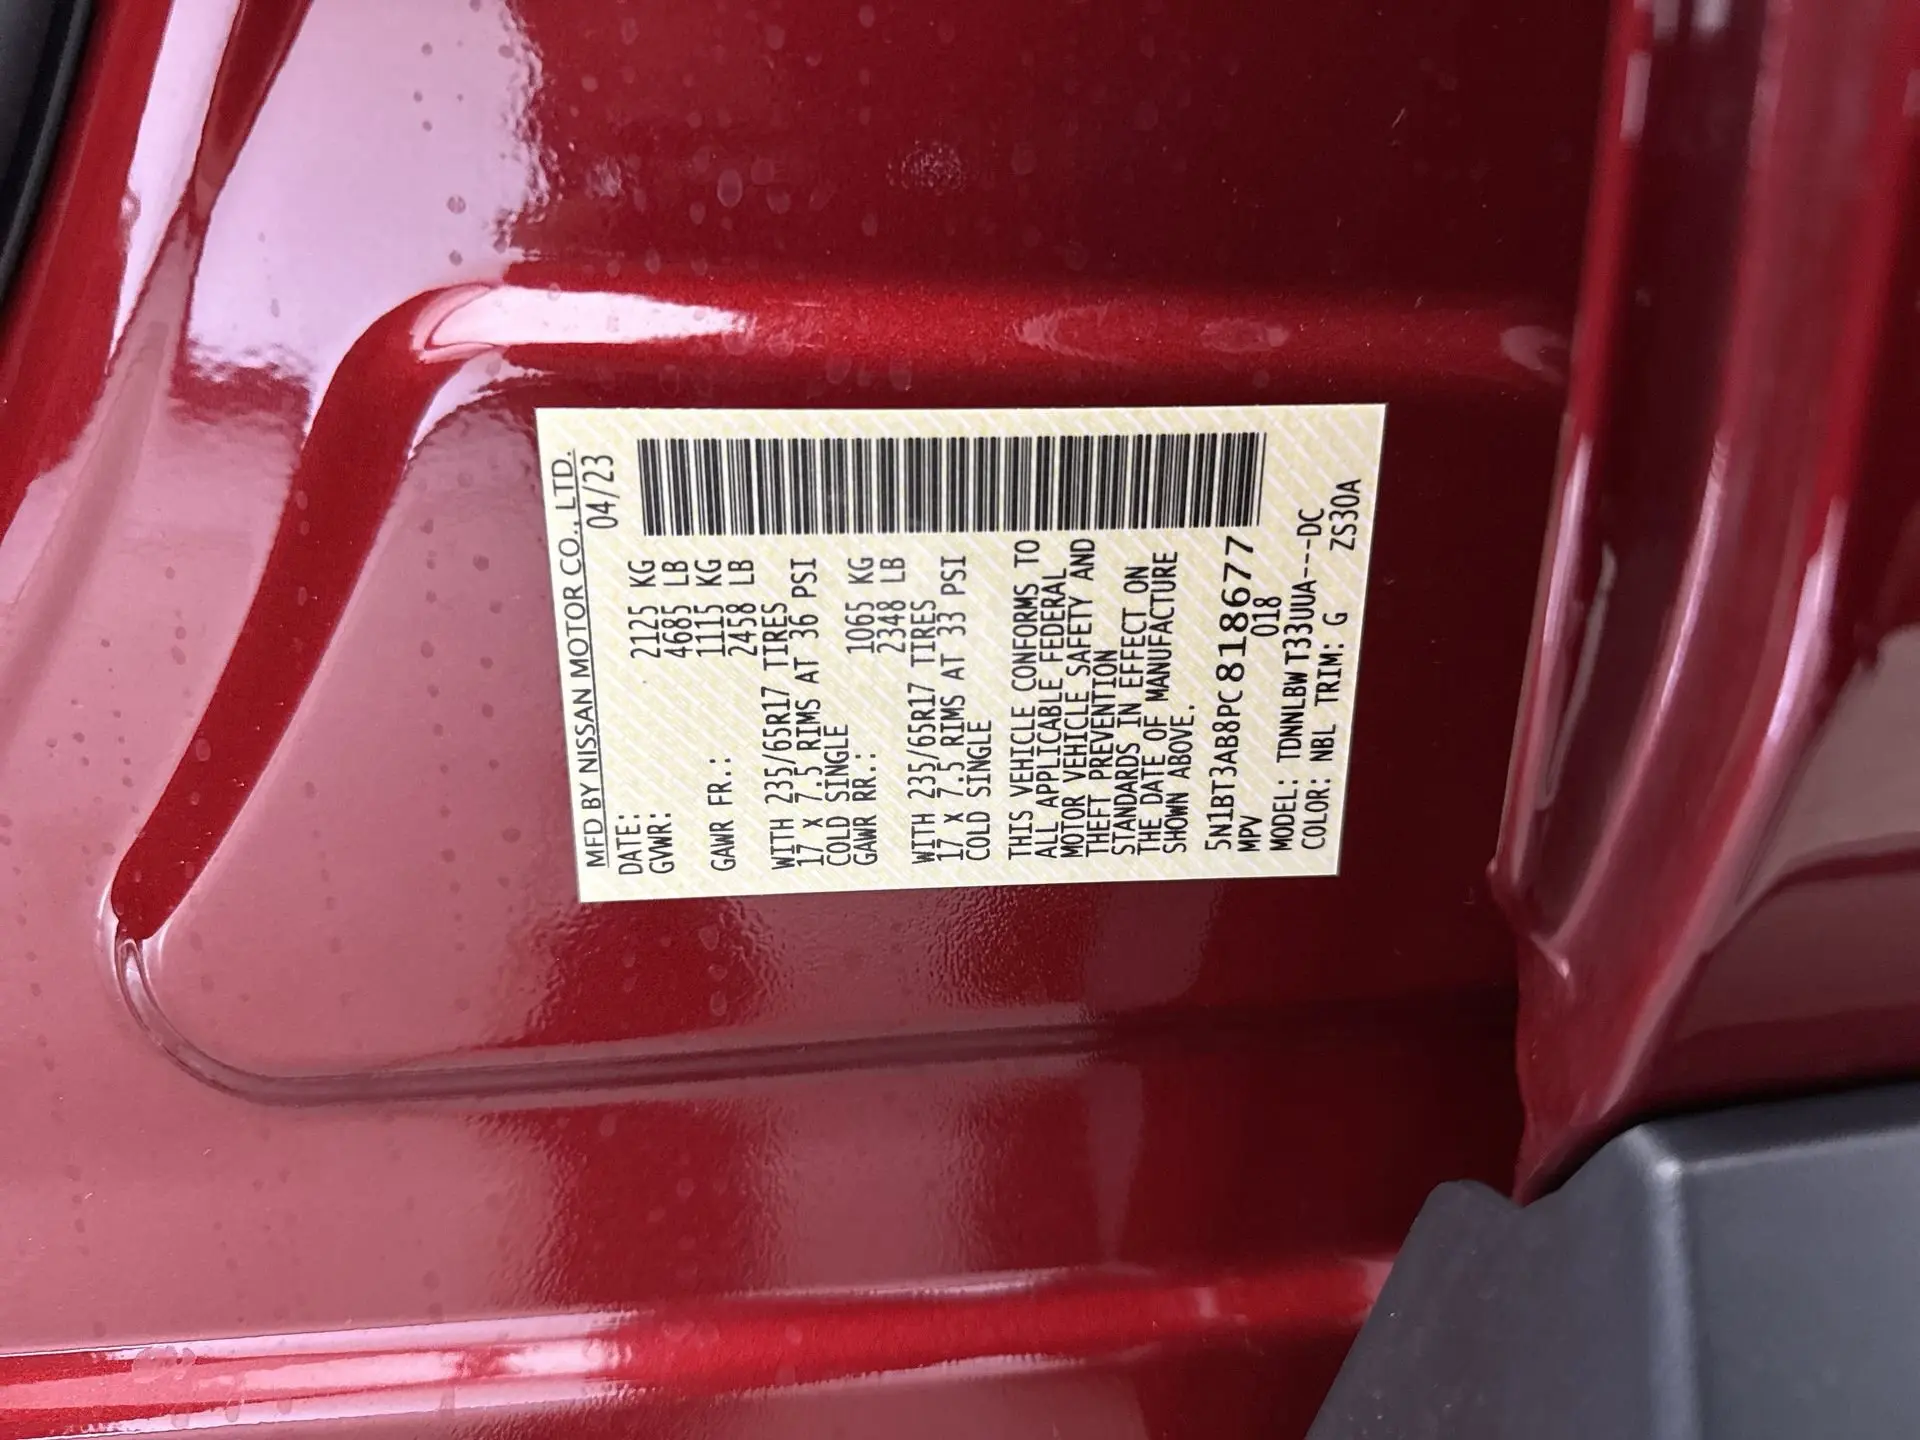 MFD BY NISSAN MOTOR CO., LTD.
DATE: 04/23
GVWR: 2125 KG
4685 LB
GAWR FR.: 1115 KG
2458 LB
WITH 235/65R17 TIRES
17 x 7.5 RIMS AT 36 PSI
COLD SINGLE
GAWR RR.: 1065 KG
2348 LB
WITH 235/65R17 TIRES
17 x 7.5 RIMS AT 33 PSI
COLD SINGLE
THIS VEHICLE CONFORMS TO
ALL APPLICABLE FEDERAL
MOTOR VEHICLE SAFETY AND
THEFT PREVENTION
STANDARDS IN EFFECT ON
THE DATE OF MANUFACTURE
SHOWN ABOVE.
5N1BT3AB8PC818677
MPV 018
MODEL: TDNNLBW T33UUA---DC
COLOR: NBL TRIM: G ZS30A